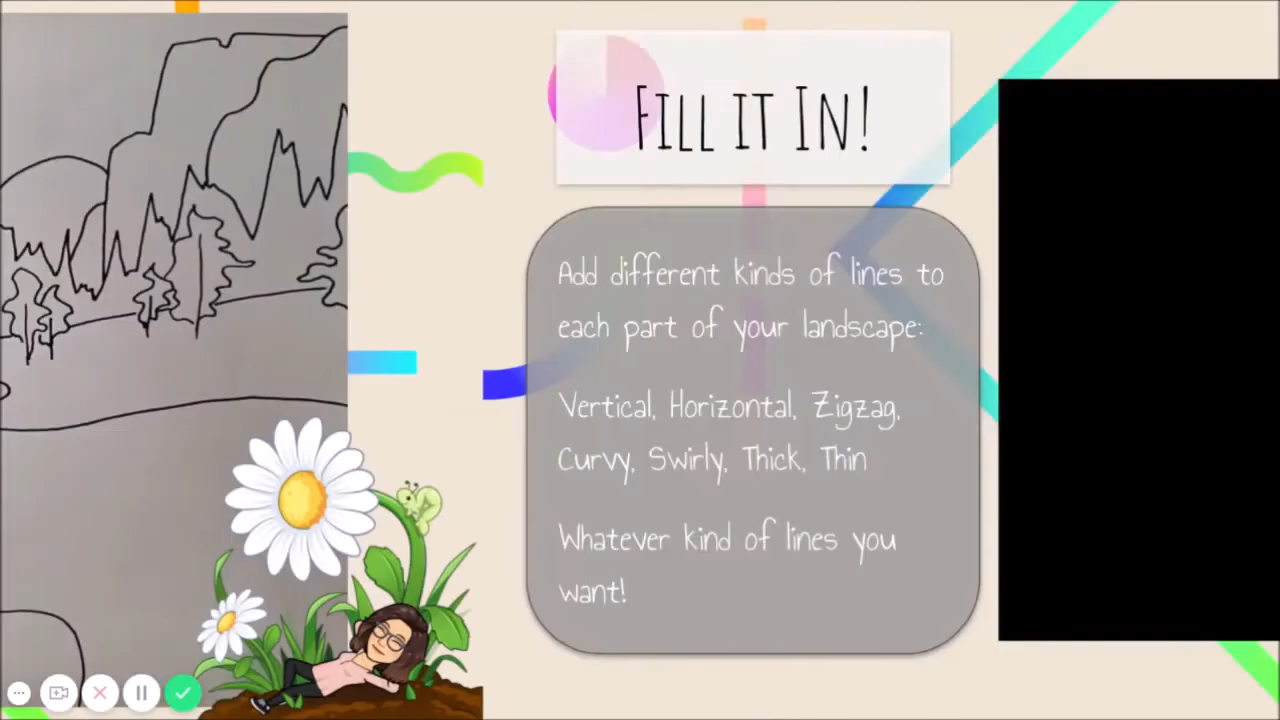 Fill it In!
Add different kinds of lines to
each part of your landscape:
Vertical, Horizontal, Zigzag,
Curvy, Swirly, Thick, Thin
Whatever kind of lines you
want!